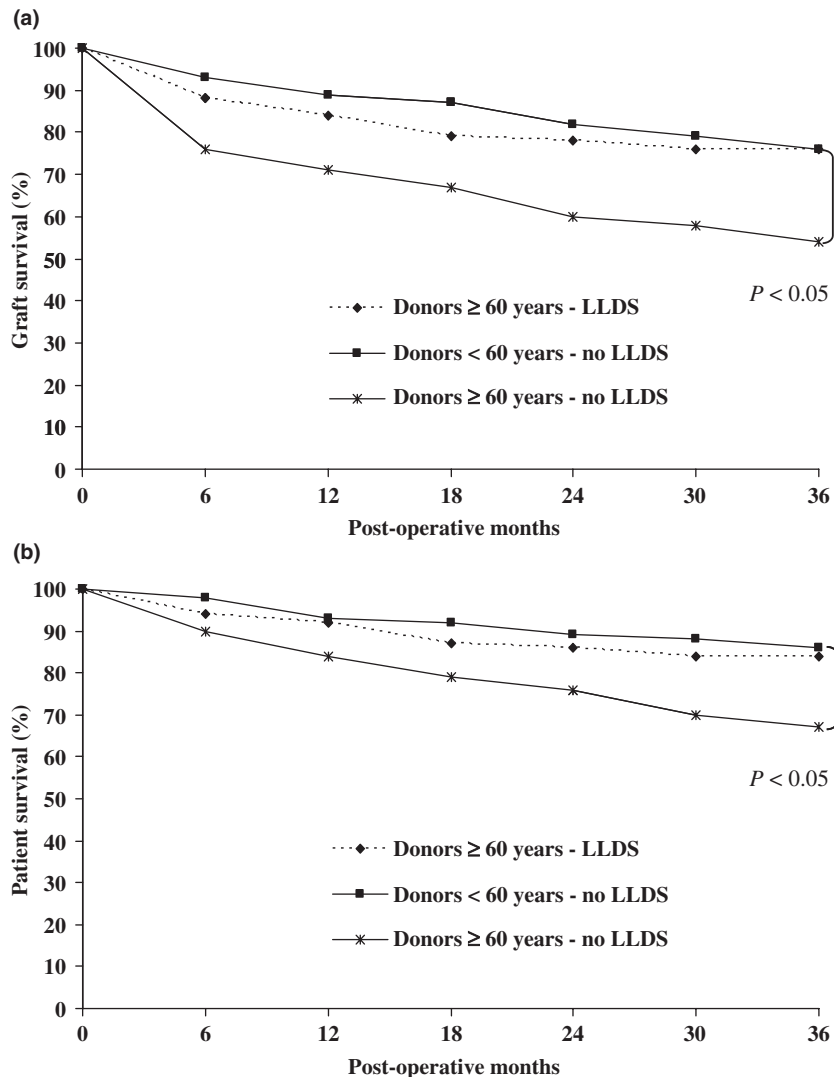 (a)
100
90
80
70
60
50
40
30
20
10
0
Graft survival (%)
P < 0.05
Donors ≥ 60 years - LLDS
Donors < 60 years - no LLDS
Donors ≥ 60 years - no LLDS
0 6 12 18 24 30 36
Post-operative months
(b)
100
90
80
70
60
50
40
30
20
10
0
Patient survival (%)
P < 0.05
Donors ≥ 60 years - LLDS
Donors < 60 years - no LLDS
Donors ≥ 60 years - no LLDS
0 6 12 18 24 30 36
Post-operative months